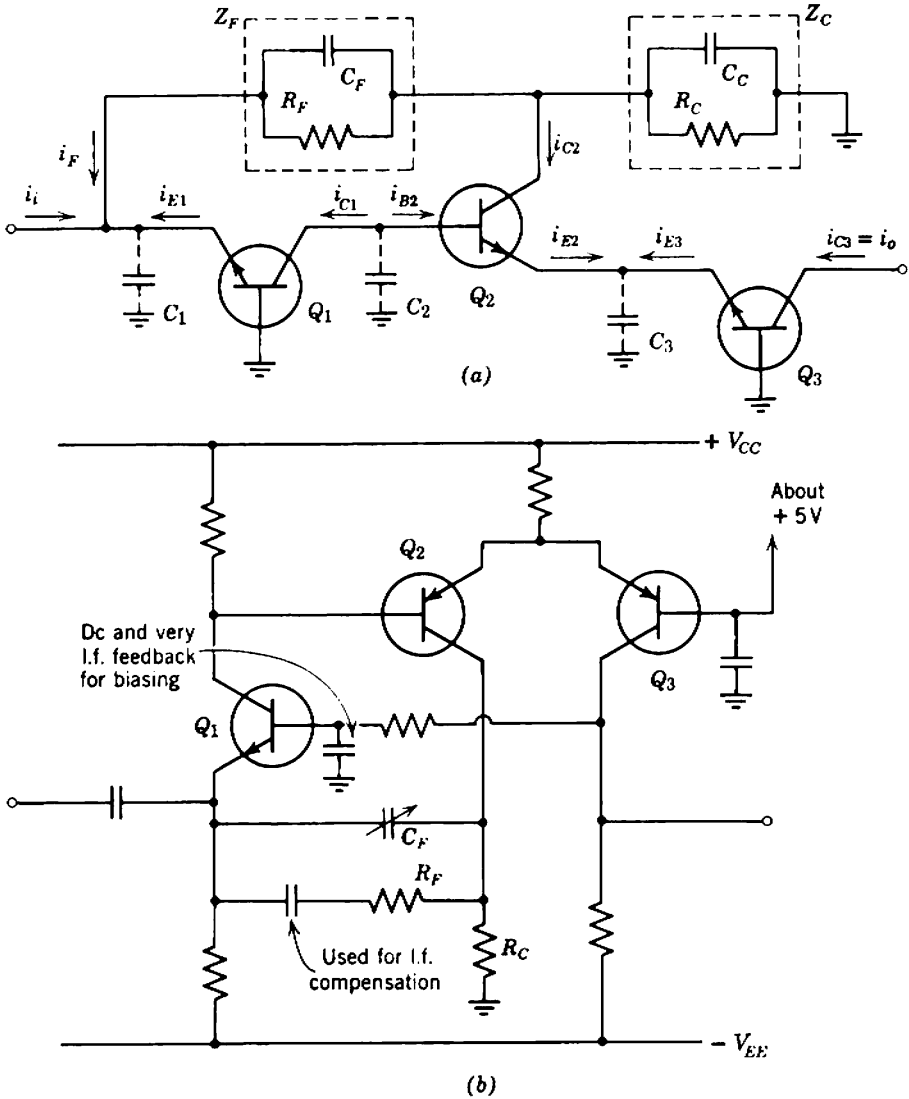 Z_F
Z_C
C_F
R_F
C_C
R_C
i_F
i_i
i_E1
i_C1
i_B2
i_C2
i_E2
i_E3
i_C3 = i_o
C_1
Q_1
C_2
Q_2
C_3
Q_3
(a)
+ V_CC
About
+ 5 V
Q_2
Dc and very
l.f. feedback
for biasing
Q_3
Q_1
C_F
R_F
R_C
Used for l.f.
compensation
− V_EE
(b)